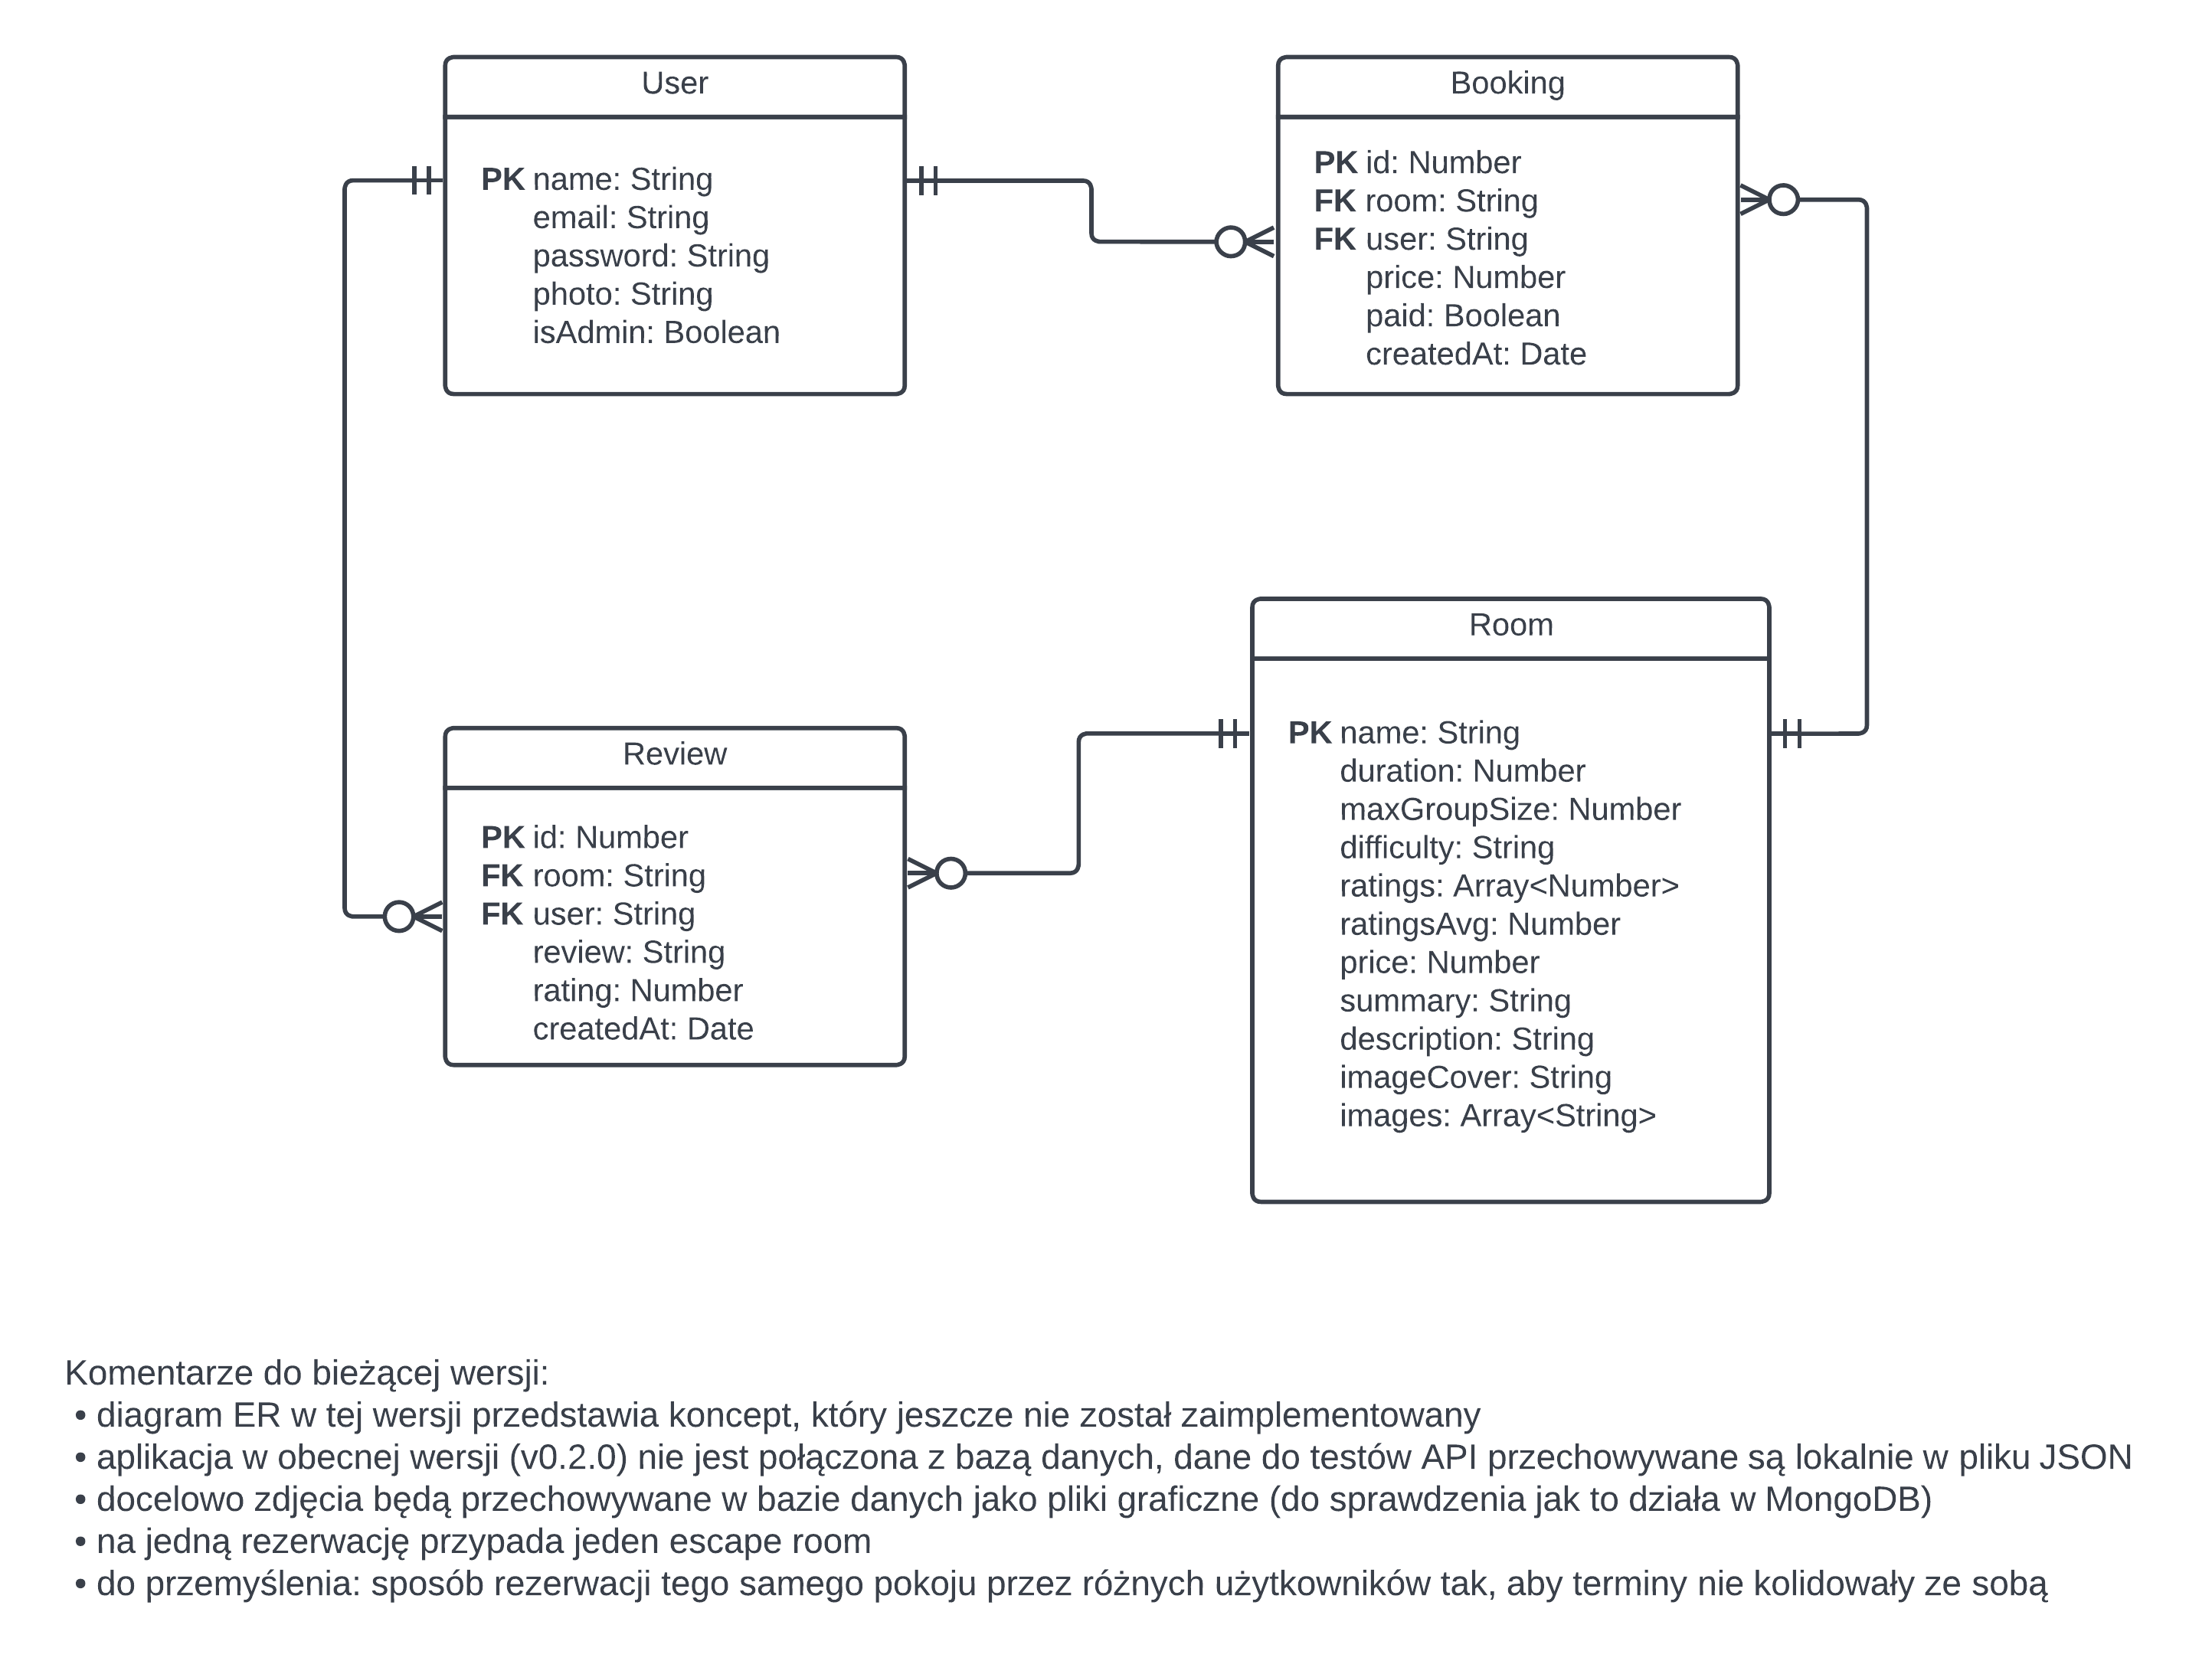 User
PK name: String
email: String
password: String
photo: String
isAdmin: Boolean
Booking
PK id: Number
FK room: String
FK user: String
price: Number
paid: Boolean
createdAt: Date
Review
PK id: Number
FK room: String
FK user: String
review: String
rating: Number
createdAt: Date
Room
PK name: String
duration: Number
maxGroupSize: Number
difficulty: String
ratings: Array<Number>
ratingsAvg: Number
price: Number
summary: String
description: String
imageCover: String
images: Array<String>
Komentarze do bieżącej wersji:
• diagram ER w tej wersji przedstawia koncept, który jeszcze nie został zaimplementowany
• aplikacja w obecnej wersji (v0.2.0) nie jest połączona z bazą danych, dane do testów API przechowywane są lokalnie w pliku JSON
• docelowo zdjęcia będą przechowywane w bazie danych jako pliki graficzne (do sprawdzenia jak to działa w MongoDB)
• na jedną rezerwację przypada jeden escape room
• do przemyślenia: sposób rezerwacji tego samego pokoju przez różnych użytkowników tak, aby terminy nie kolidowały ze sobą